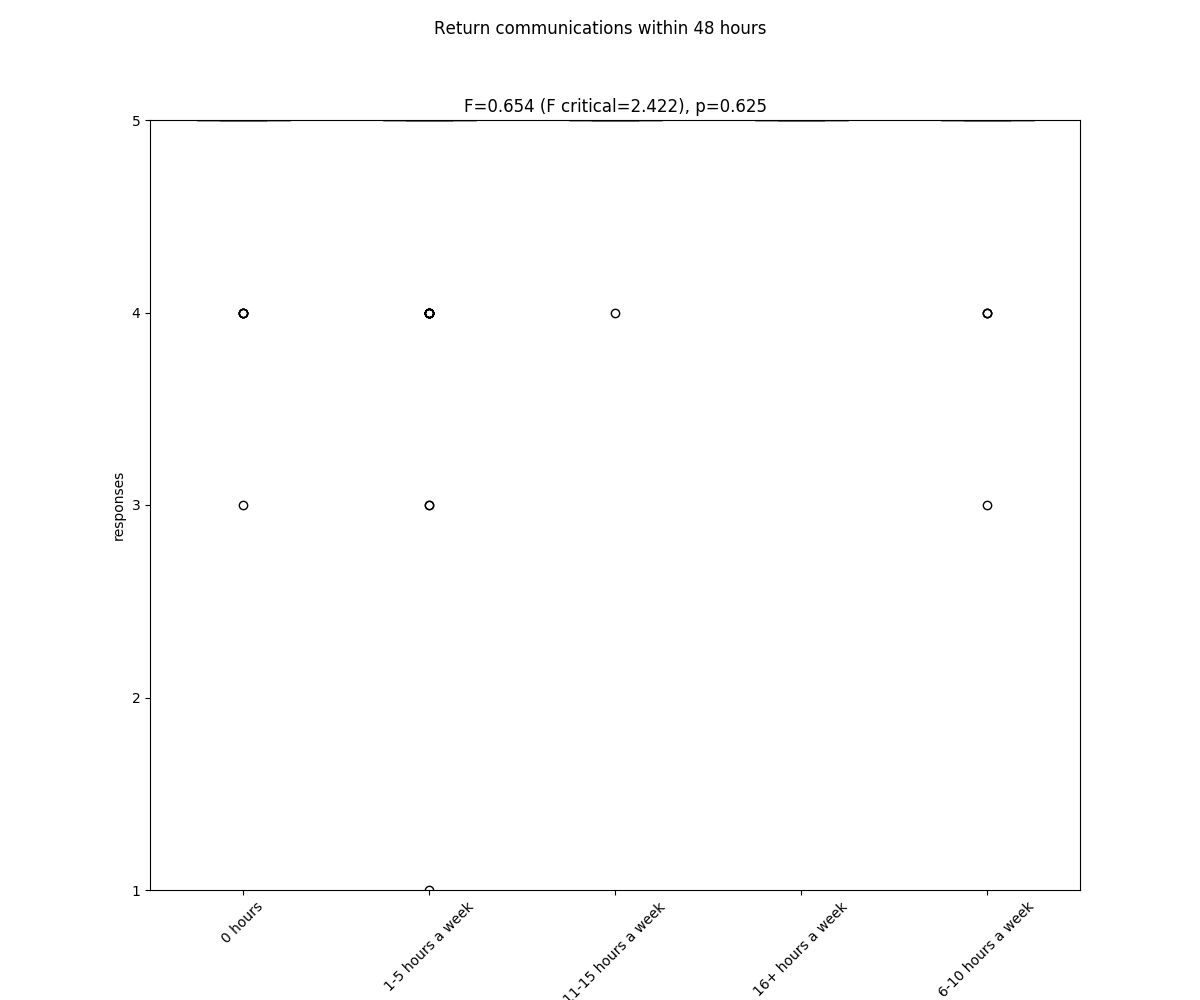 Return communications within 48 hours
F=0.654 (F critical=2.422), p=0.625
5
4
3
2
1
responses
0 hours
1-5 hours a week
11-15 hours a week
16+ hours a week
6-10 hours a week